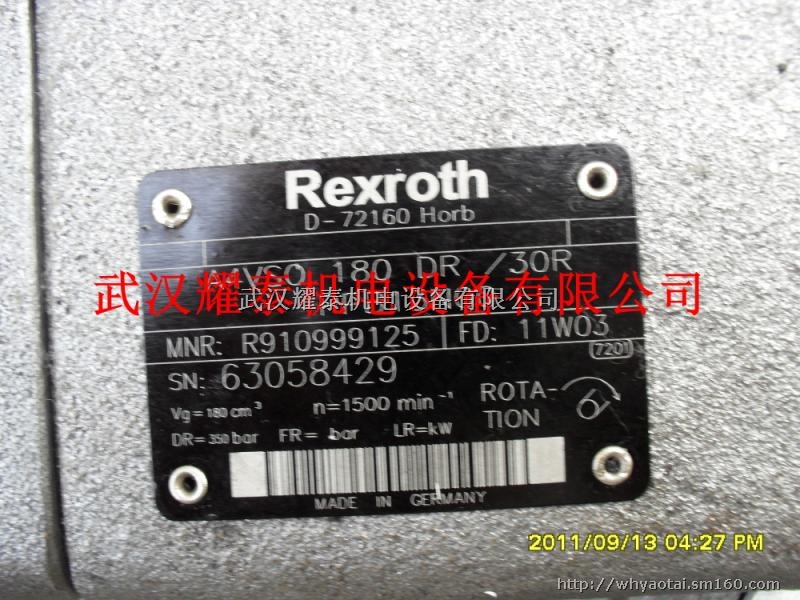 Rexroth
D-72160 Horb
VSO 180 DR /30R
武汉耀泰机电设备有限公司
武汉耀泰机电设备有限公司
MNR: R910999125 FD: 11W03
7201
SN: 63058429
Vg= 180 cm³ n=1500 min⁻¹ ROTA-
TION
DR= 350 bar FR= bar LR=kW
MADE IN GERMANY
2011/09/13 04:27 PM
http://whyaotai.sm160.com/